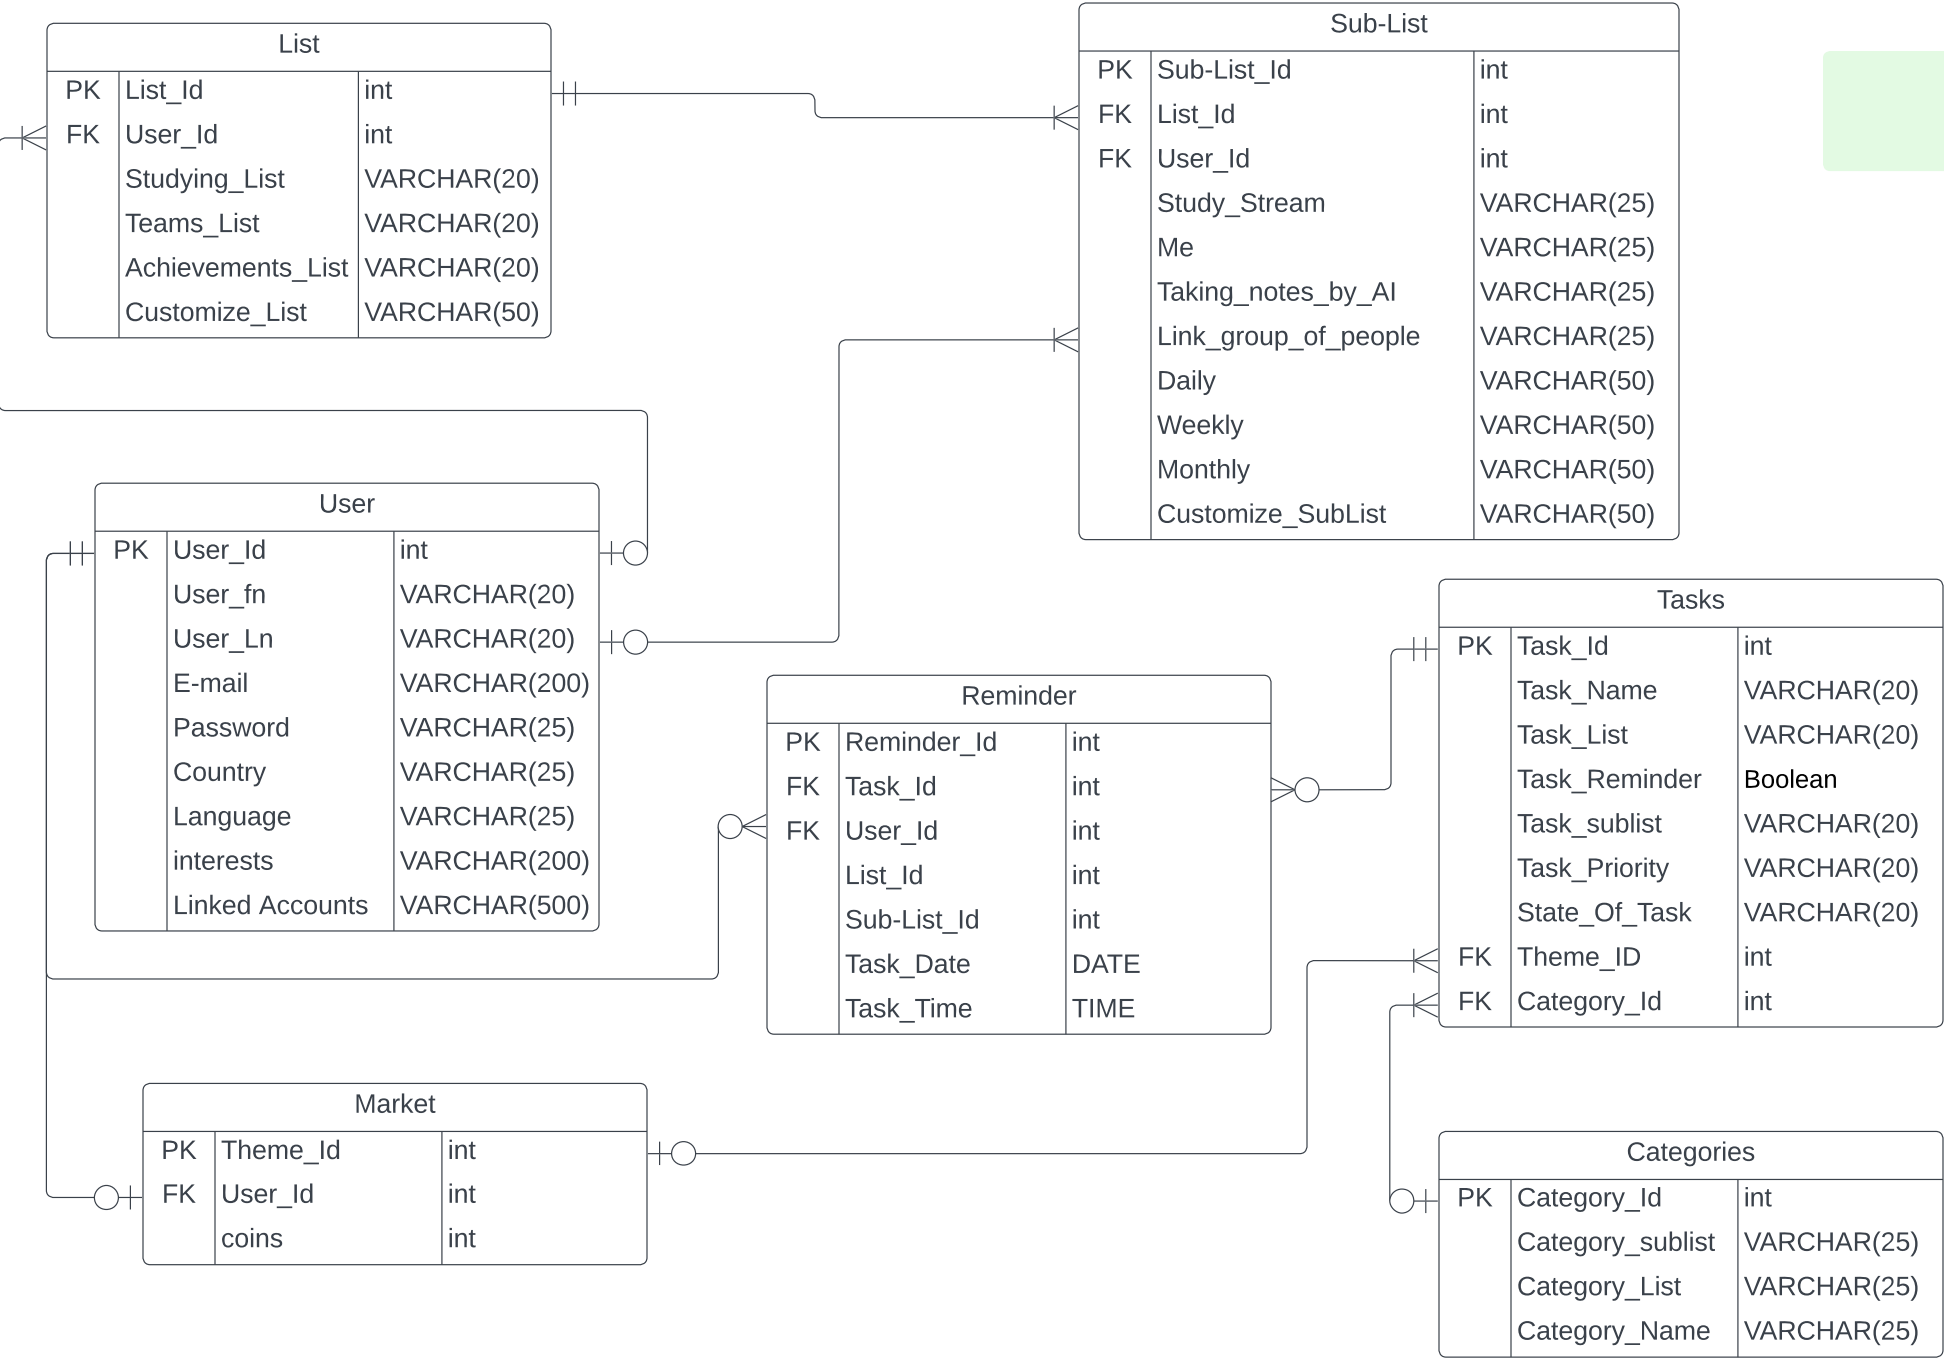 List
PK List_Id int
FK User_Id int
Studying_List VARCHAR(20)
Teams_List VARCHAR(20)
Achievements_List VARCHAR(20)
Customize_List VARCHAR(50)
Sub-List
PK Sub-List_Id int
FK List_Id int
FK User_Id int
Study_Stream VARCHAR(25)
Me VARCHAR(25)
Taking_notes_by_AI VARCHAR(25)
Link_group_of_people VARCHAR(25)
Daily VARCHAR(50)
Weekly VARCHAR(50)
Monthly VARCHAR(50)
Customize_SubList VARCHAR(50)
User
PK User_Id int
User_fn VARCHAR(20)
User_Ln VARCHAR(20)
E-mail VARCHAR(200)
Password VARCHAR(25)
Country VARCHAR(25)
Language VARCHAR(25)
interests VARCHAR(200)
Linked Accounts VARCHAR(500)
Reminder
PK Reminder_Id int
FK Task_Id int
FK User_Id int
List_Id int
Sub-List_Id int
Task_Date DATE
Task_Time TIME
Tasks
PK Task_Id int
Task_Name VARCHAR(20)
Task_List VARCHAR(20)
Task_Reminder Boolean
Task_sublist VARCHAR(20)
Task_Priority VARCHAR(20)
State_Of_Task VARCHAR(20)
FK Theme_ID int
FK Category_Id int
Market
PK Theme_Id int
FK User_Id int
coins int
Categories
PK Category_Id int
Category_sublist VARCHAR(25)
Category_List VARCHAR(25)
Category_Name VARCHAR(25)